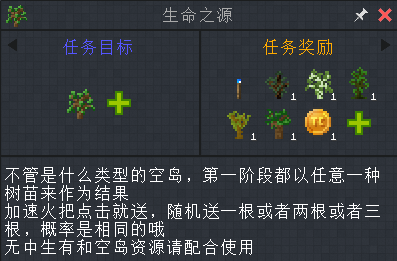 生命之源
任务目标
任务奖励
1
1
1
1
1
TC
1
不管是什么类型的空岛，第一阶段都以任意一种
树苗来作为结果
加速火把点击就送，随机送一根或者两根或者三
根，概率是相同的哦
无中生有和空岛资源请配合使用